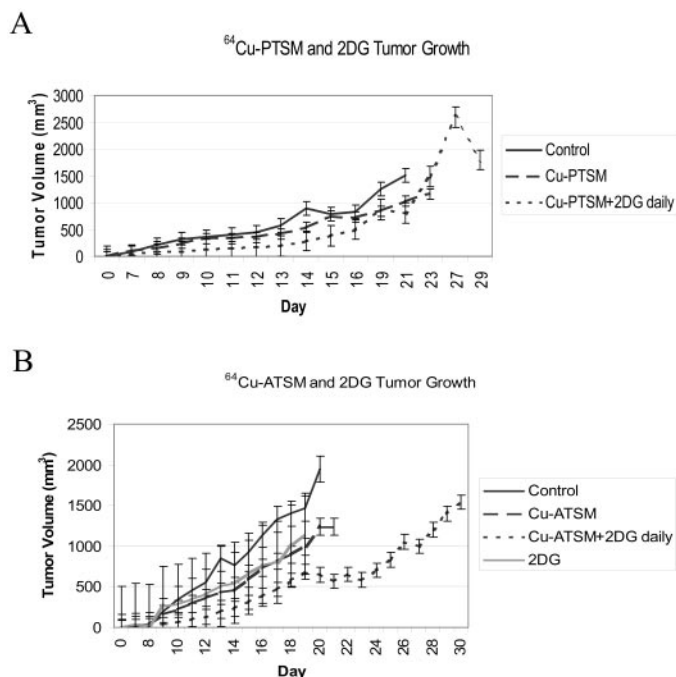 A
64Cu-PTSM and 2DG Tumor Growth
Tumor Volume (mm3)
3000
2500
2000
1500
1000
500
0
0 7 8 9 10 11 12 13 14 15 16 19 21 23 27 29
Day
Control
Cu-PTSM
Cu-PTSM+2DG daily
B
64Cu-ATSM and 2DG Tumor Growth
Tumor Volume (mm3)
2500
2000
1500
1000
500
0
0 8 10 12 14 16 18 20 22 24 26 28 30
Day
Control
Cu-ATSM
Cu-ATSM+2DG daily
2DG